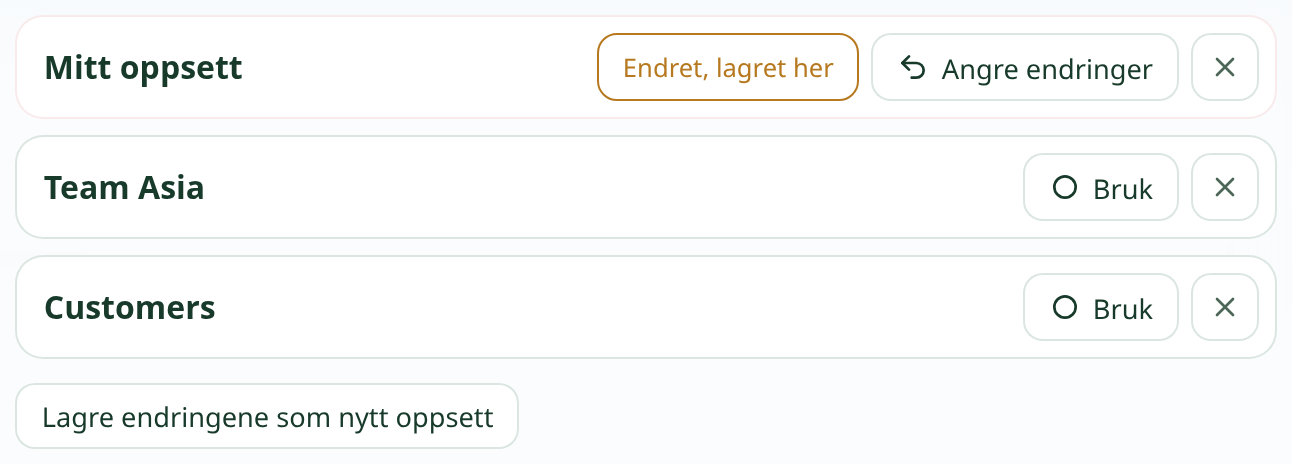 Mitt oppsett
Endret, lagret her
Angre endringer
Team Asia
Bruk
Customers
Bruk
Lagre endringene som nytt oppsett